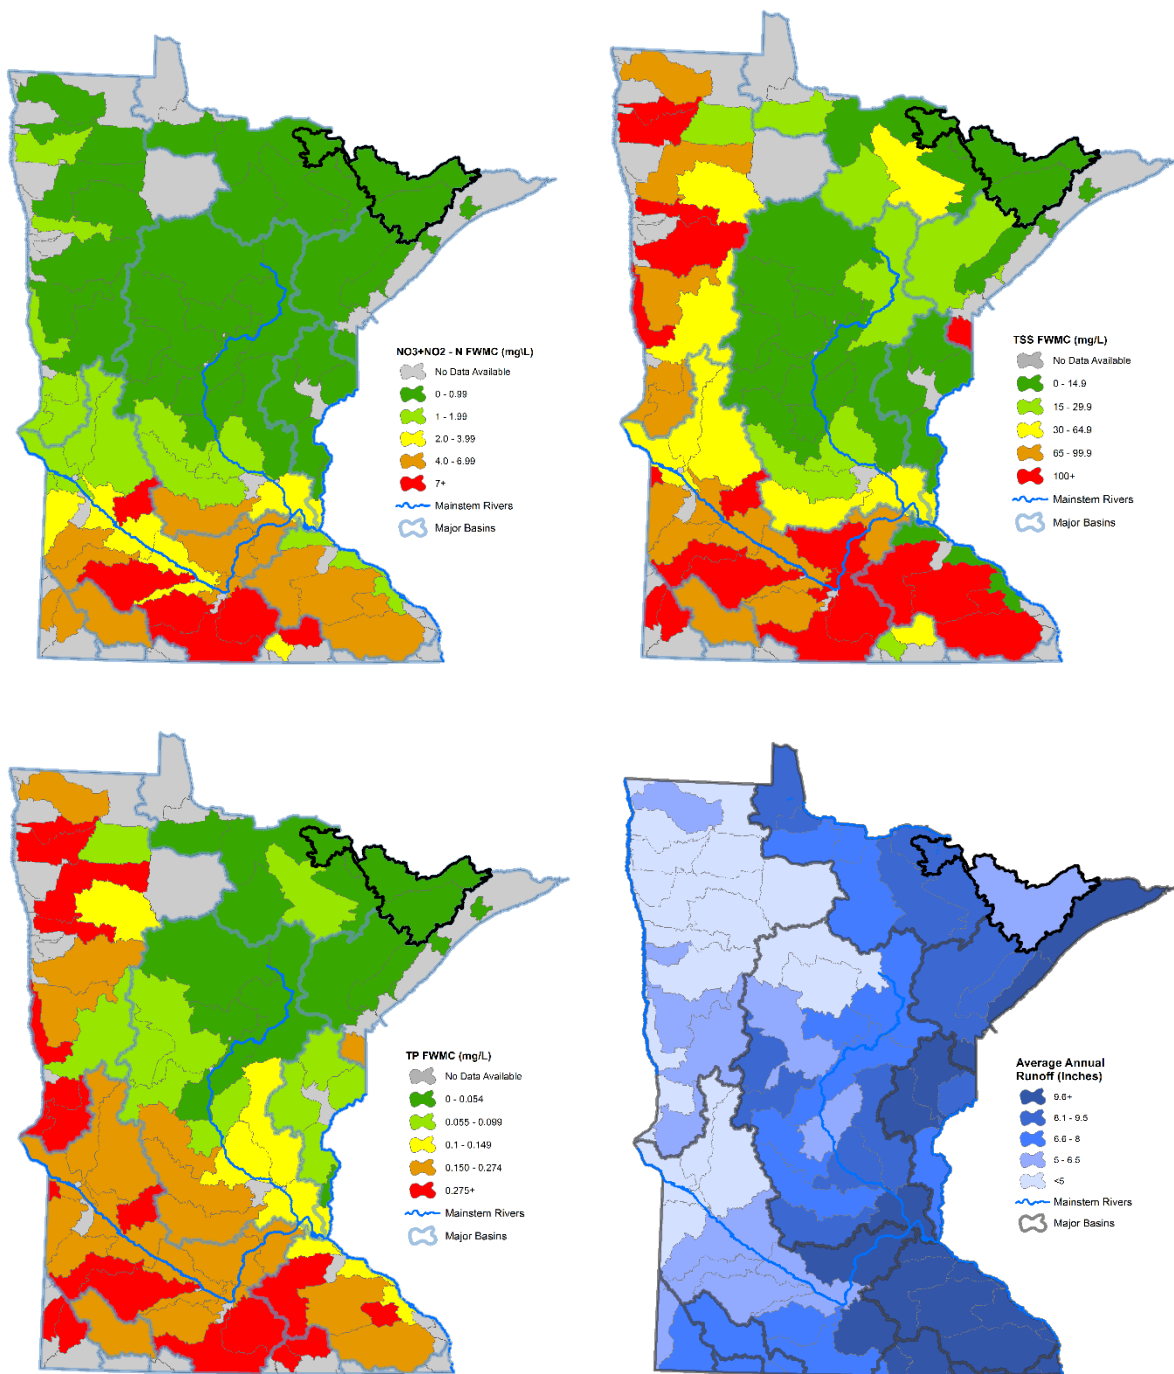 NO3+NO2 - N FWMC (mg\L)
No Data Available
0 - 0.99
1 - 1.99
2.0 - 3.99
4.0 - 6.99
7+
Mainstem Rivers
Major Basins
TSS FWMC (mg/L)
No Data Available
0 - 14.9
15 - 29.9
30 - 64.9
65 - 99.9
100+
Mainstem Rivers
Major Basins
TP FWMC (mg/L)
No Data Available
0 - 0.054
0.055 - 0.099
0.1 - 0.149
0.150 - 0.274
0.275+
Mainstem Rivers
Major Basins
Average Annual
Runoff (Inches)
9.6+
8.1 - 9.5
6.6 - 8
5 - 6.5
<5
Mainstem Rivers
Major Basins